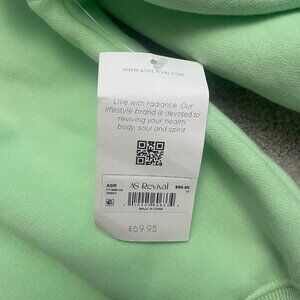 WWW.ASREVIVAL.COM
Live with radiance. Our
lifestyle brand is devoted to
reviving your health
body, soul and spirit
ASR
AS Revival
$69.95
GREEN
M
MADE IN CHINA
$69.95